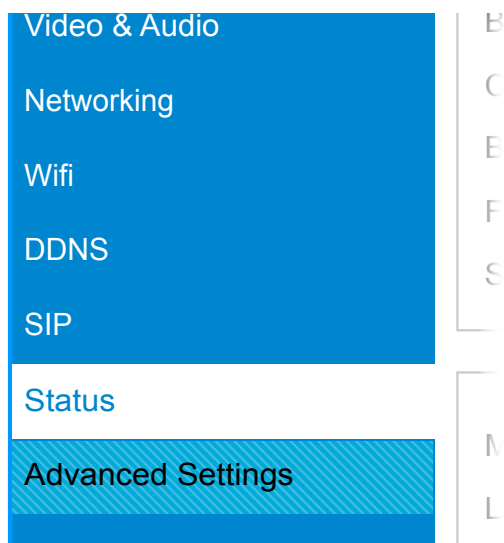 Video & Audio
Networking
Wifi
DDNS
SIP
Status
Advanced Settings